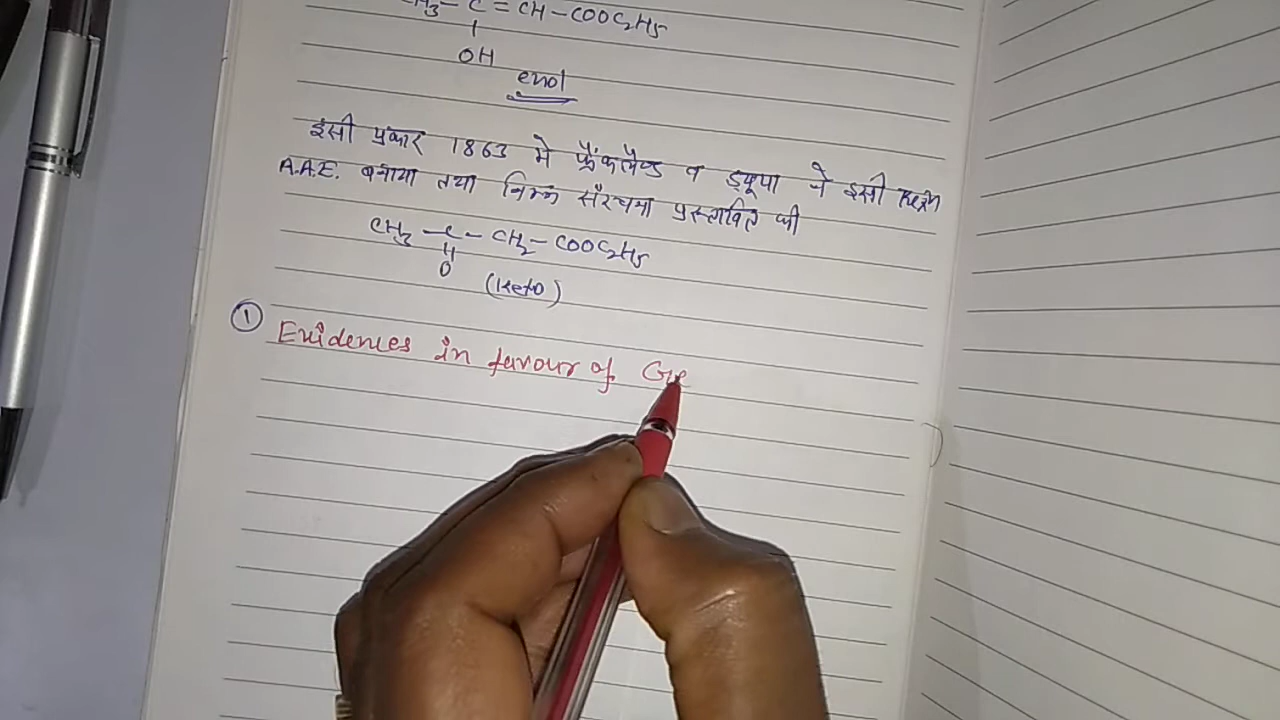 CH3 - C = CH - COOC2H5
OH
enol
इसी प्रकार 1863 मे फ्रैंकलैण्ड व ड्यूपा ने इसी
A.A.E. बनाया तथा निम्न संरचना प्रस्तावित की
CH3 - C - CH2 - COOC2H5
O
(Keto)
① Evidences in favour of Ge